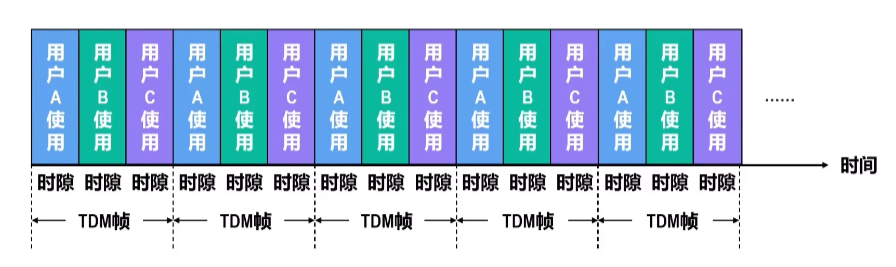 用户A使用 用户B使用 用户C使用 用户A使用 用户B使用 用户C使用 用户A使用 用户B使用 用户C使用 用户A使用 用户B使用 用户C使用 用户A使用 用户B使用 用户C使用 ……
时间
时隙 时隙 时隙 时隙 时隙 时隙 时隙 时隙 时隙 时隙 时隙 时隙 时隙 时隙 时隙
TDM帧 TDM帧 TDM帧 TDM帧 TDM帧